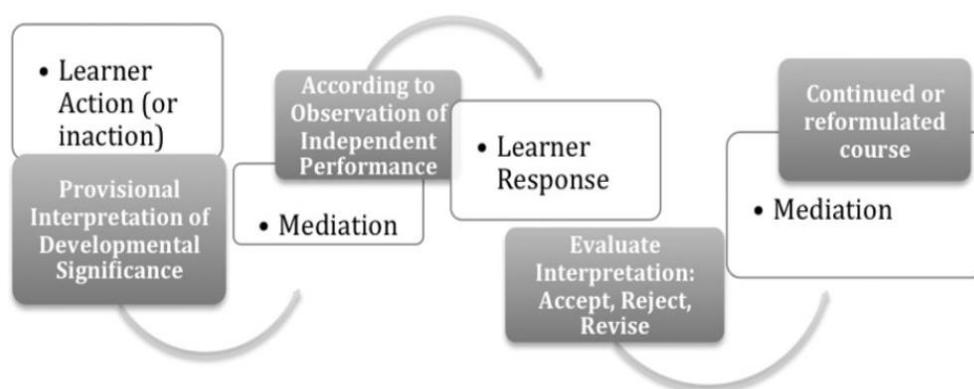 • Learner
Action (or
inaction)
Provisional
Interpretation of
Developmental
Significance
According to
Observation of
Independent
Performance
• Mediation
• Learner
Response
Evaluate
Interpretation:
Accept, Reject,
Revise
Continued or
reformulated
course
• Mediation